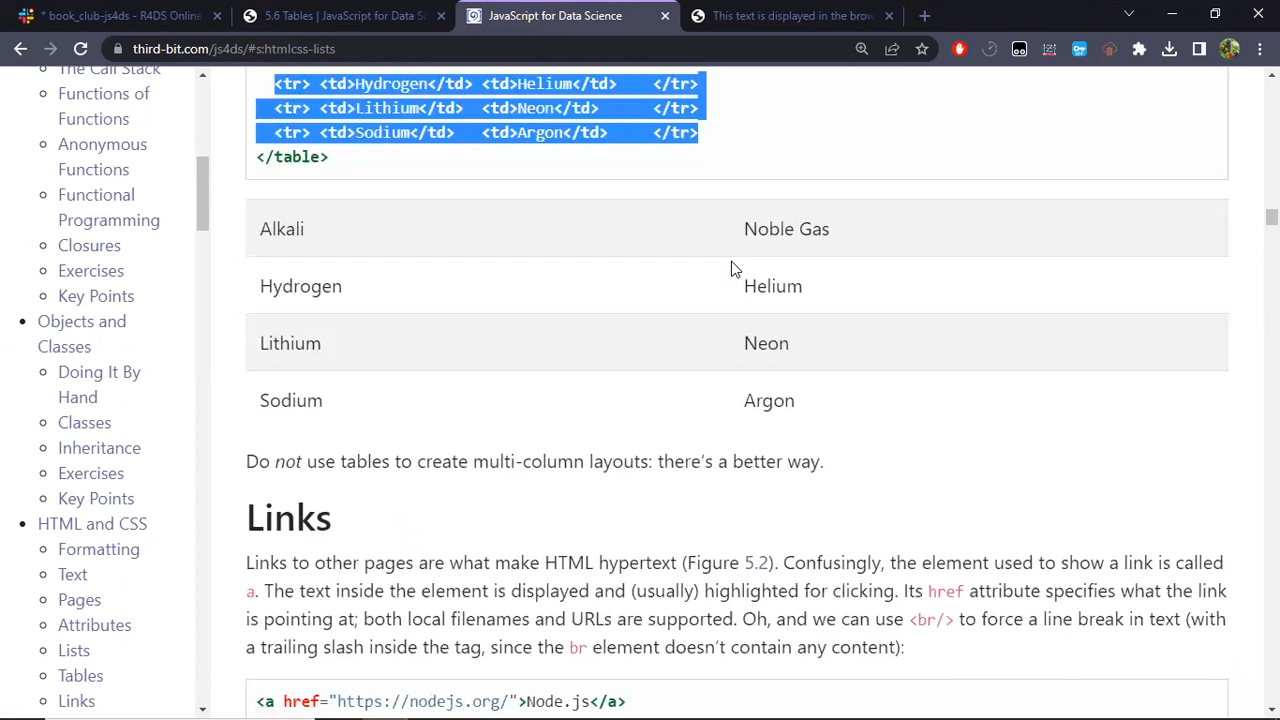 * book_club-js4ds - R4DS Online
5.6 Tables | JavaScript for Data S
JavaScript for Data Science
This text is displayed in the brow
third-bit.com/js4ds/#s:htmlcss-lists
The Call Stack
Functions of
Functions
Anonymous
Functions
Functional
Programming
Closures
Exercises
Key Points
Objects and
Classes
Doing It By
Hand
Classes
Inheritance
Exercises
Key Points
HTML and CSS
Formatting
Text
Pages
Attributes
Lists
Tables
Links
<tr> <td>Hydrogen</td> <td>Helium</td> </tr>
<tr> <td>Lithium</td> <td>Neon</td> </tr>
<tr> <td>Sodium</td> <td>Argon</td> </tr>
</table>
Alkali Noble Gas
Hydrogen Helium
Lithium Neon
Sodium Argon
Do not use tables to create multi-column layouts: there's a better way.
Links
Links to other pages are what make HTML hypertext (Figure 5.2). Confusingly, the element used to show a link is called
a. The text inside the element is displayed and (usually) highlighted for clicking. Its href attribute specifies what the link
is pointing at; both local filenames and URLs are supported. Oh, and we can use <br/> to force a line break in text (with
a trailing slash inside the tag, since the br element doesn't contain any content):
<a href="https://nodejs.org/">Node.js</a>